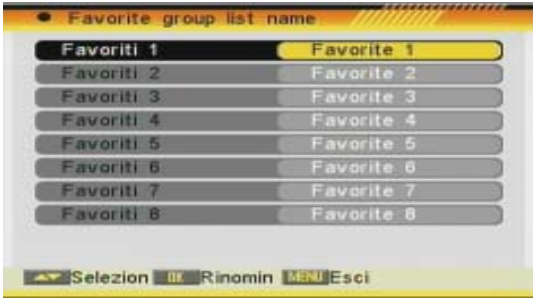 Favorite group list name
Favoriti 1 Favorite 1
Favoriti 2 Favorite 2
Favoriti 3 Favorite 3
Favoriti 4 Favorite 4
Favoriti 5 Favorite 5
Favoriti 6 Favorite 6
Favoriti 7 Favorite 7
Favoriti 8 Favorite 8
Selezion OK Rinomin MENU Esci